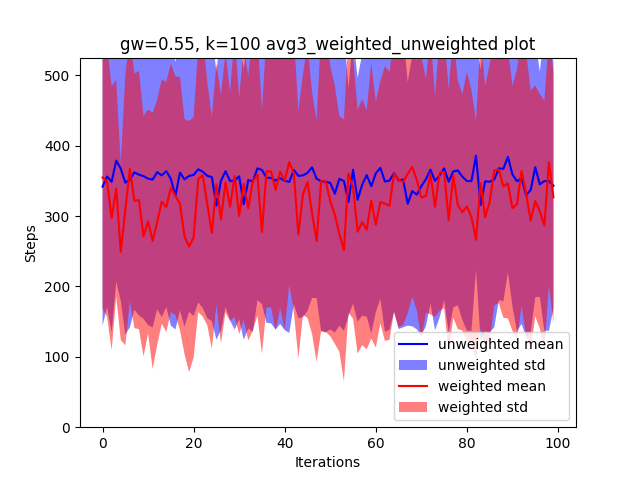 gw=0.55, k=100 avg3_weighted_unweighted plot
500
400
300
200
100
0
Steps
unweighted mean
unweighted std
weighted mean
weighted std
0 20 40 60 80 100
Iterations